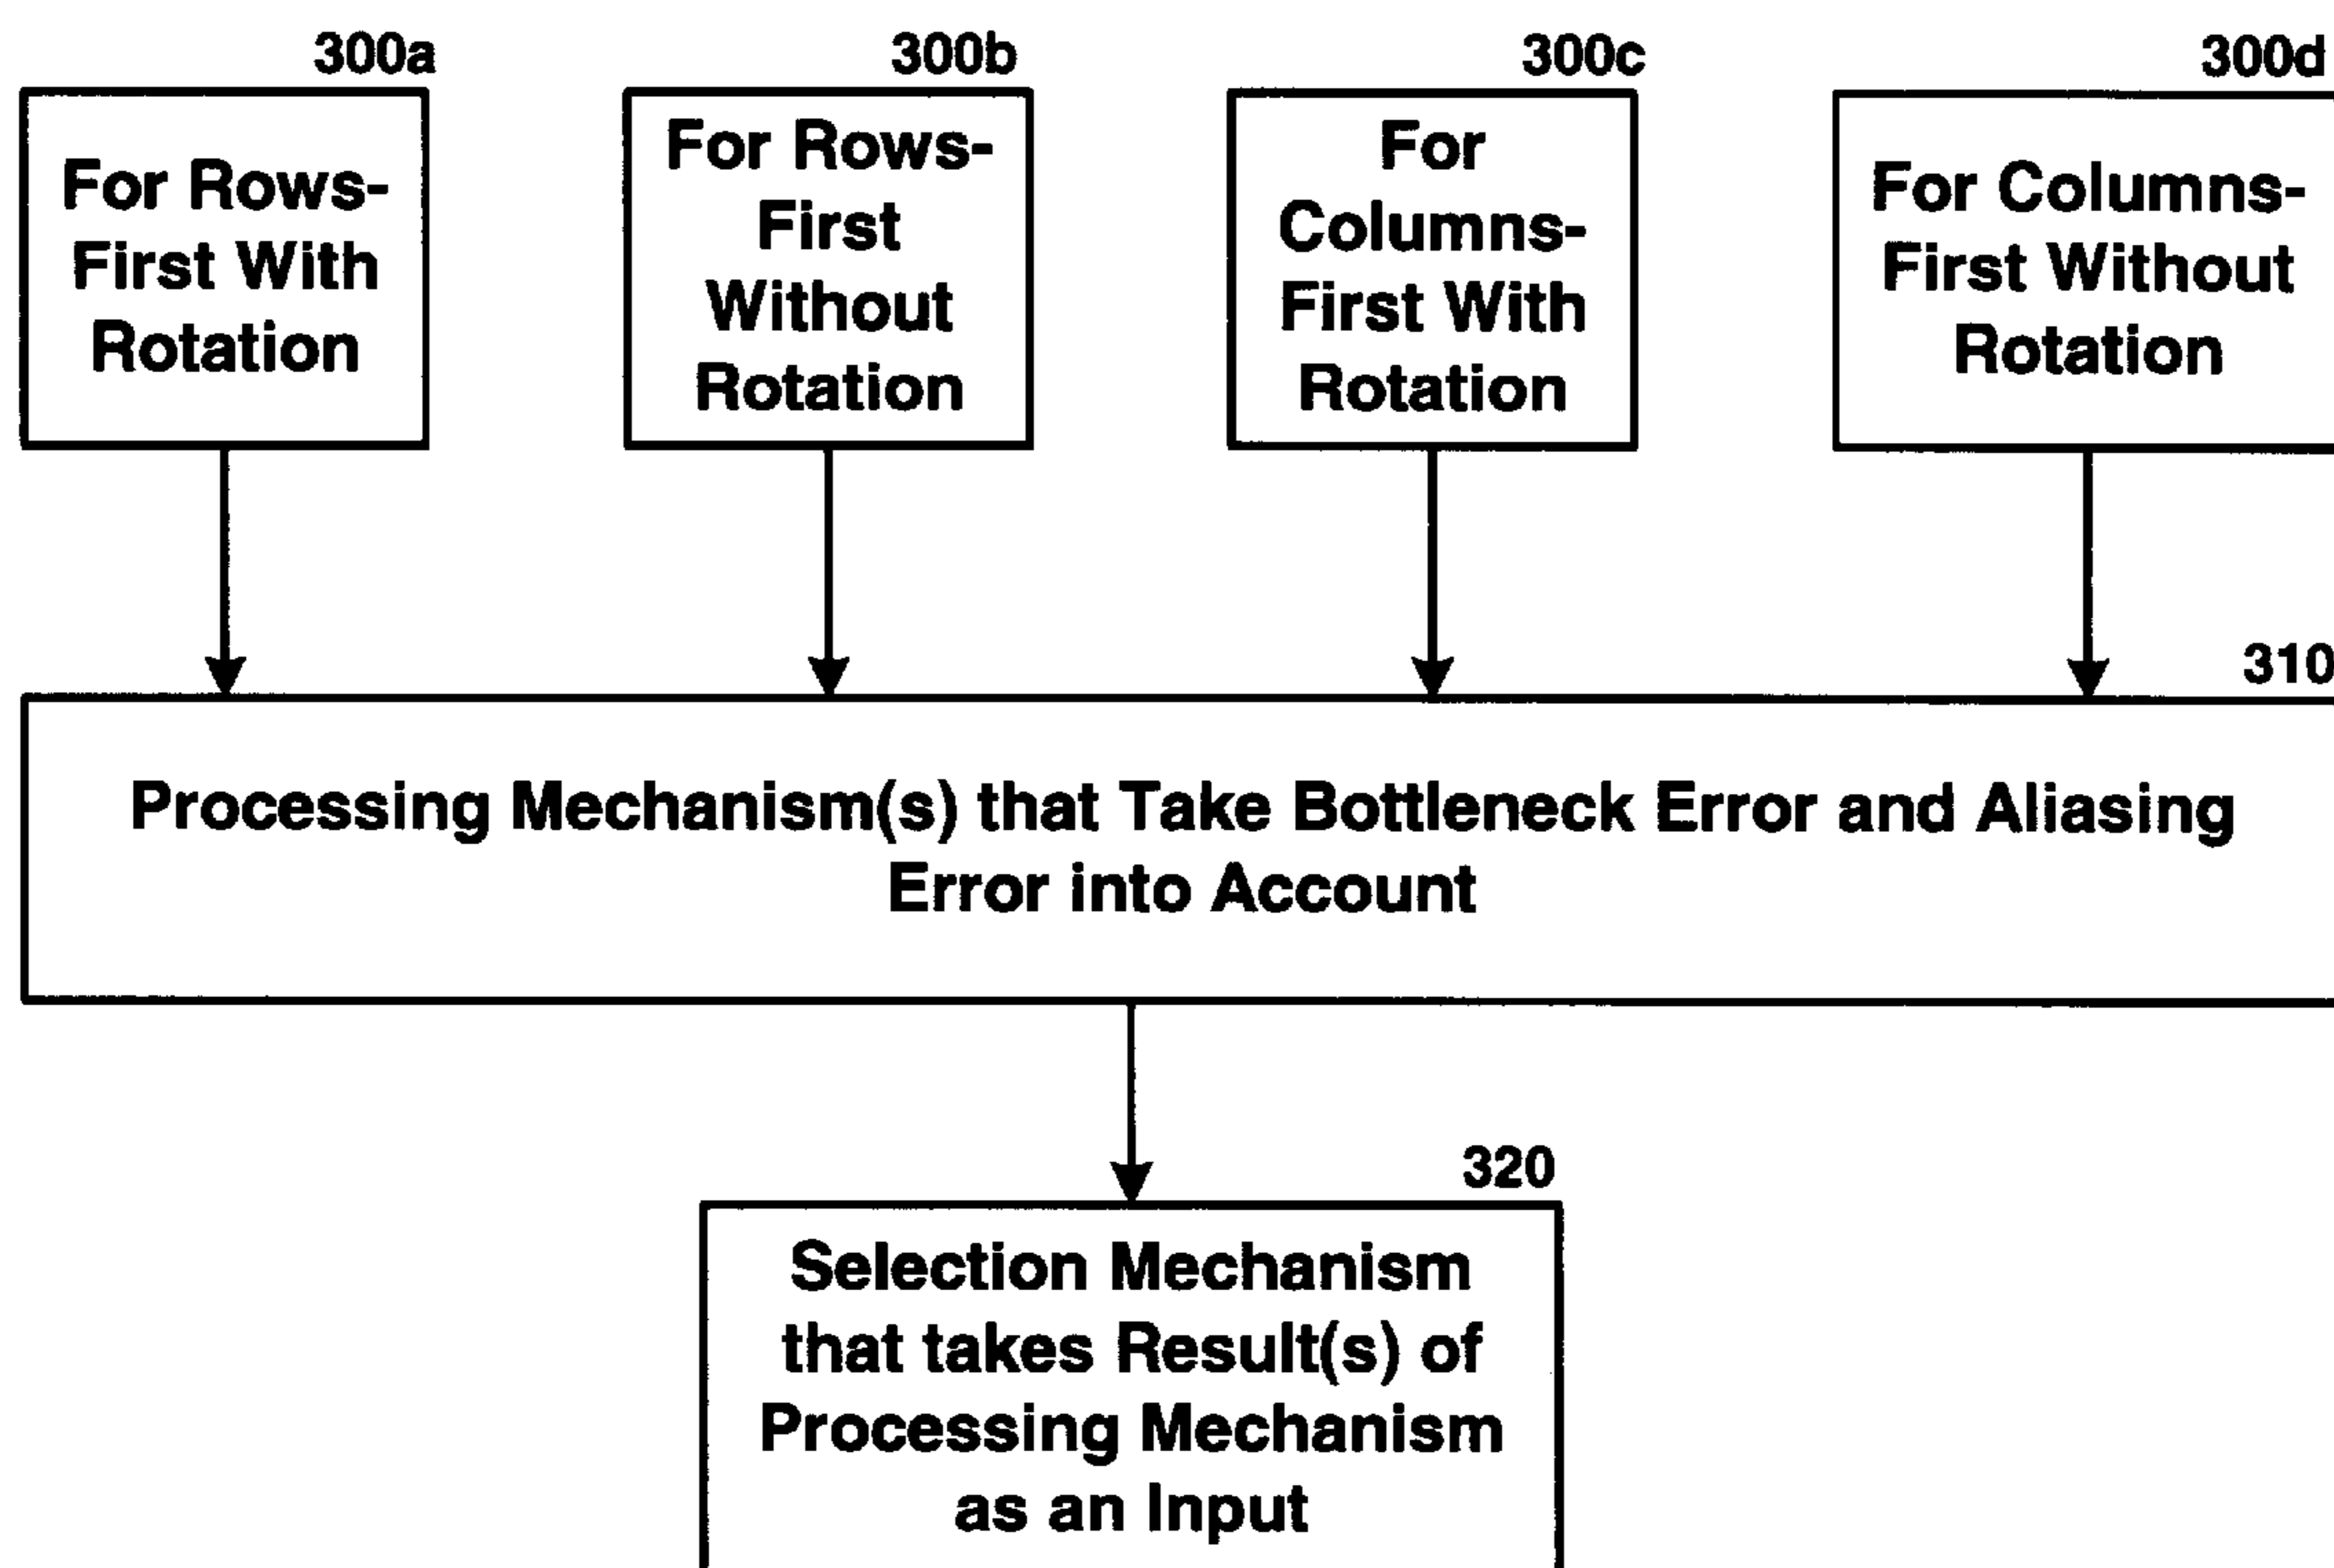 300a
300b
300c
300d
For Rows-
First With
Rotation
For Rows-
First
Without
Rotation
For
Columns-
First With
Rotation
For Columns-
First Without
Rotation
310
Processing Mechanism(s) that Take Bottleneck Error and Aliasing
Error into Account
320
Selection Mechanism
that takes Result(s) of
Processing Mechanism
as an Input